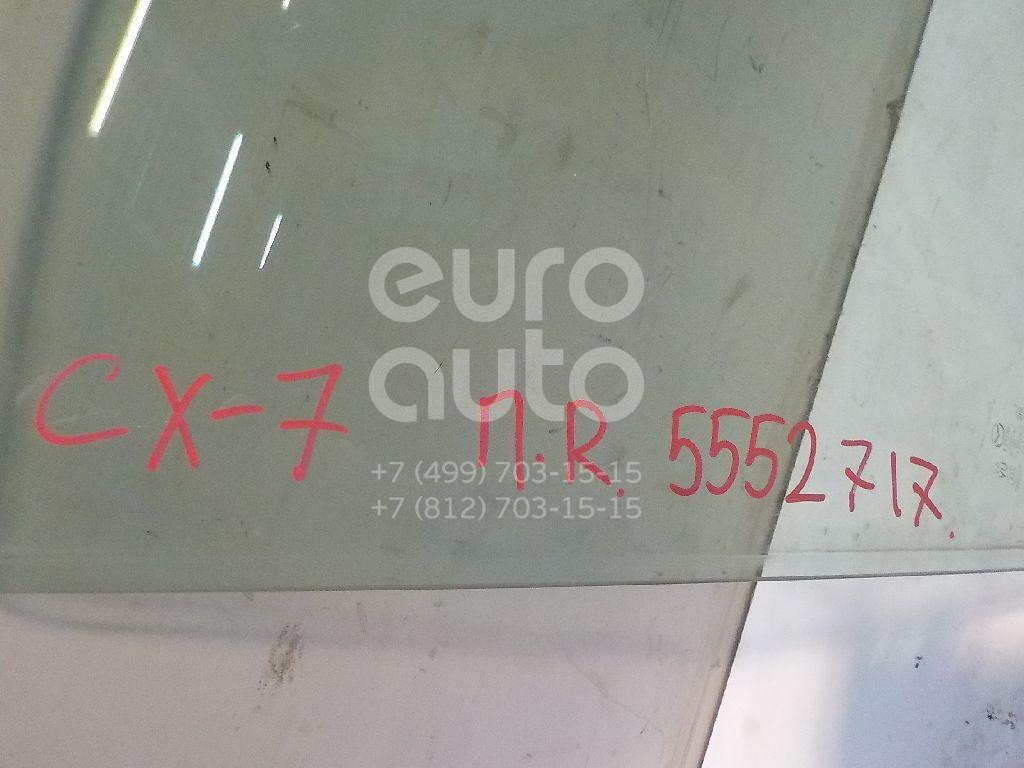 euro
auto
CX-7 П.R. 5552717.
+7 (499) 703-15-15
+7 (812) 703-15-15